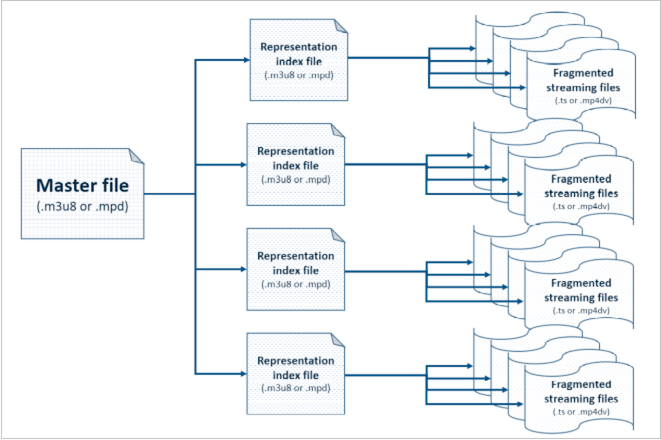 Master file
(.m3u8 or .mpd)
Representation
index file
(.m3u8 or .mpd)
Fragmented
streaming files
(.ts or .mp4dv)
Representation
index file
(.m3u8 or .mpd)
Fragmented
streaming files
(.ts or .mp4dv)
Representation
index file
(.m3u8 or .mpd)
Fragmented
streaming files
(.ts or .mp4dv)
Representation
index file
(.m3u8 or .mpd)
Fragmented
streaming files
(.ts or .mp4dv)